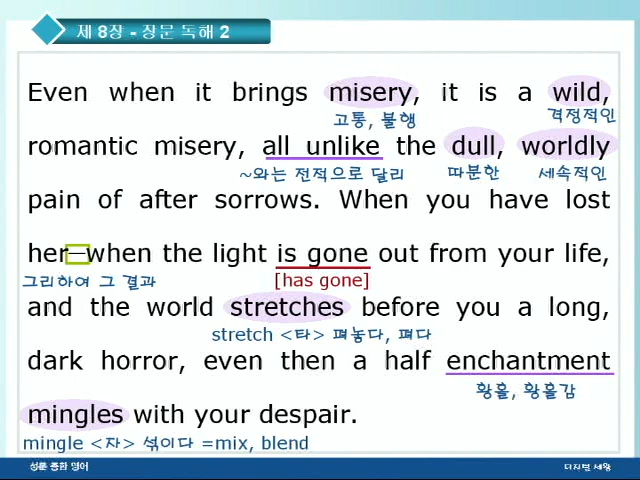 제 8장 - 장문 독해 2
Even when it brings misery, it is a wild,
고통, 불행 격정적인
romantic misery, all unlike the dull, worldly
~와는 전적으로 달리 따분한 세속적인
pain of after sorrows. When you have lost
her—when the light is gone out from your life,
그리하여 그 결과 [has gone]
and the world stretches before you a long,
stretch <타> 펴놓다, 펴다
dark horror, even then a half enchantment
황홀, 황홀감
mingles with your despair.
mingle <자> 섞이다 =mix, blend
성문 종합 영어 디지털 세왕